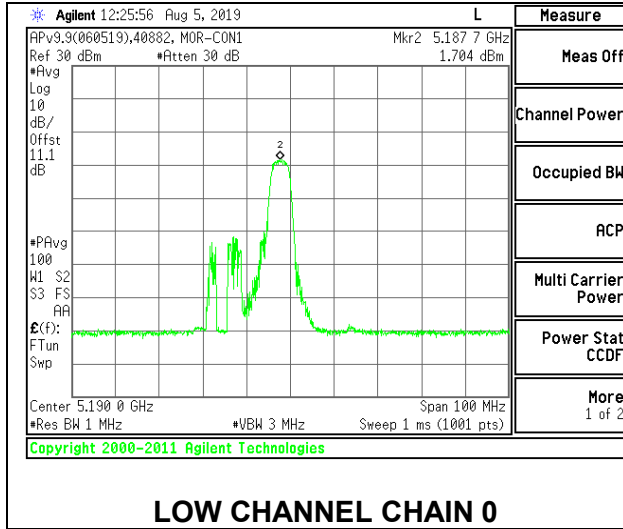 Agilent 12:25:56 Aug 5, 2019 L Measure
APv9.9(060519),40882, MOR-CON1 Mkr2 5.187 7 GHz
Ref 30 dBm #Atten 30 dB 1.704 dBm
#Avg
Log
10
dB/
Offst
11.1
dB
2
#PAvg
100
W1 S2
S3 FS
AA
£(f):
FTun
Swp
Center 5.190 0 GHz Span 100 MHz
#Res BW 1 MHz #VBW 3 MHz Sweep 1 ms (1001 pts)
Copyright 2000-2011 Agilent Technologies
Meas Off
Channel Power
Occupied BW
ACP
Multi Carrier
Power
Power Stat
CCDF
More
1 of 2
LOW CHANNEL CHAIN 0